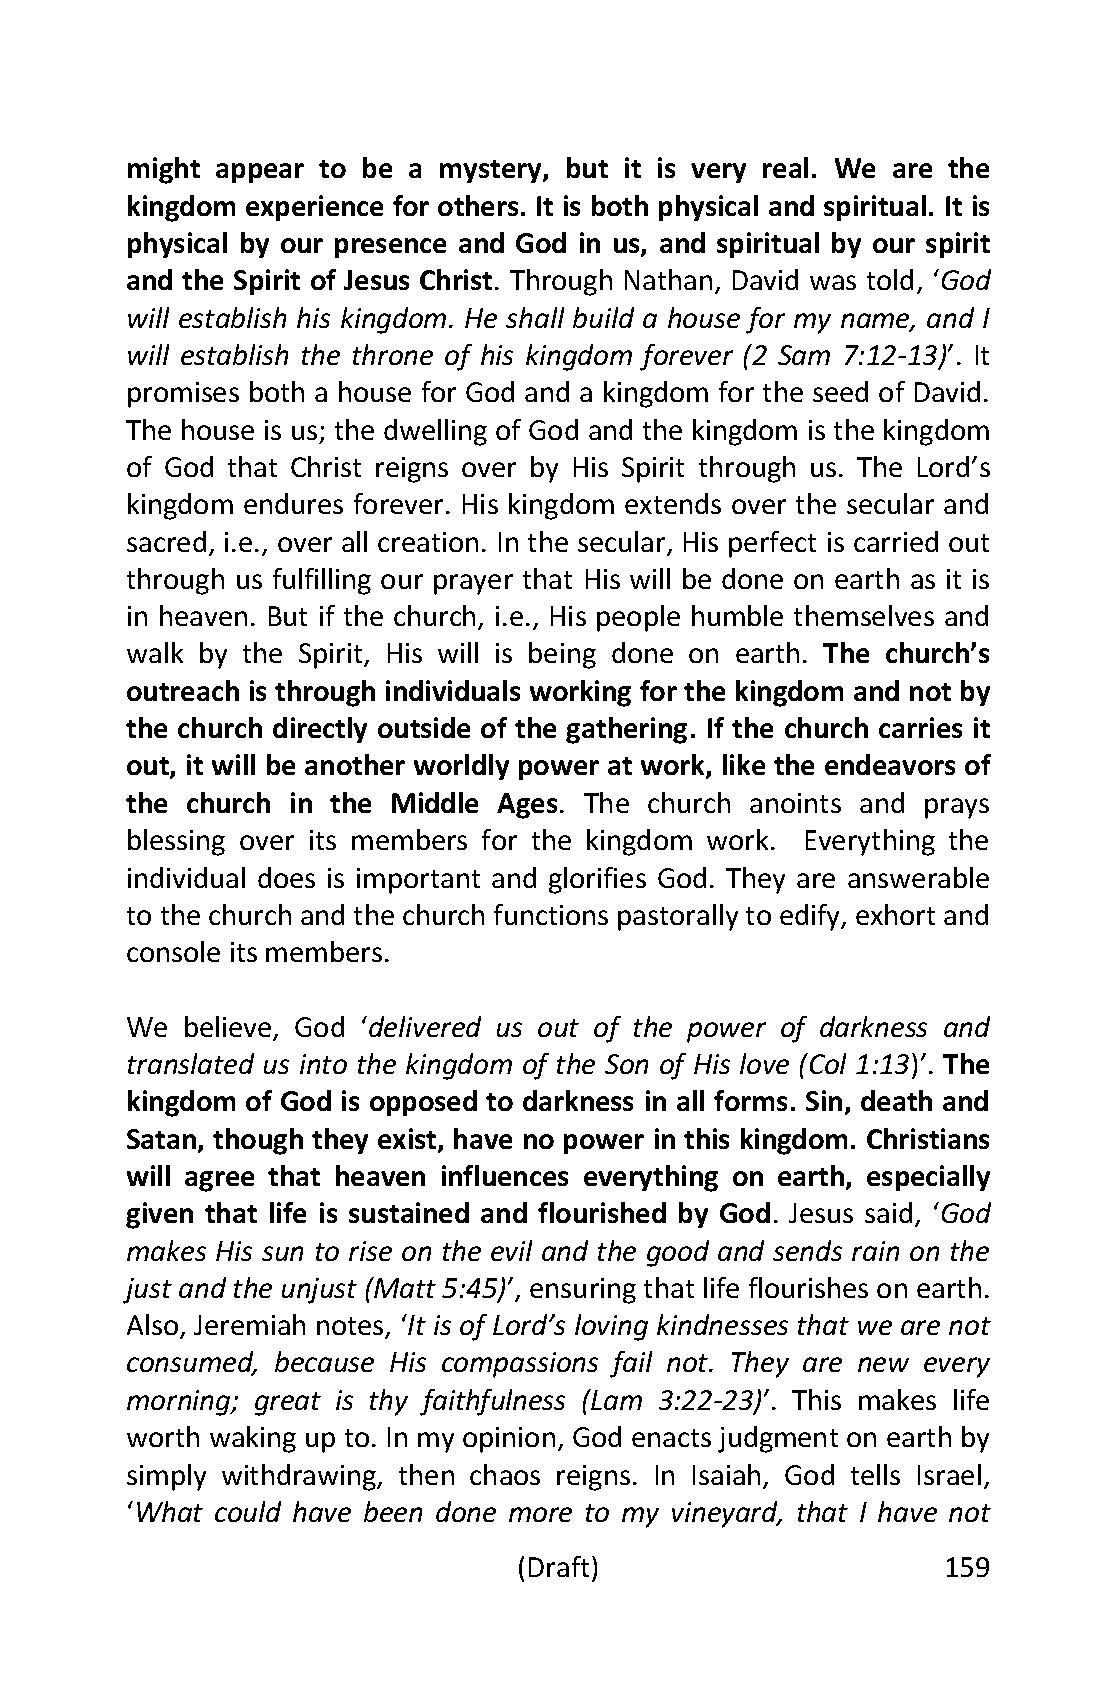 might appear to be a mystery, but it is very real. We are the
kingdom experience for others. It is both physical and spiritual. It is
physical by our presence and God in us, and spiritual by our spirit
and the Spirit of Jesus Christ. Through Nathan, David was told, ‘God
will establish his kingdom. He shall build a house for my name, and I
will establish the throne of his kingdom forever (2 Sam 7:12-13)’. It
promises both a house for God and a kingdom for the seed of David.
The house is us; the dwelling of God and the kingdom is the kingdom
of God that Christ reigns over by His Spirit through us. The Lord’s
kingdom endures forever. His kingdom extends over the secular and
sacred, i.e., over all creation. In the secular, His perfect is carried out
through us fulfilling our prayer that His will be done on earth as it is
in heaven. But if the church, i.e., His people humble themselves and
walk by the Spirit, His will is being done on earth. The church’s
outreach is through individuals working for the kingdom and not by
the church directly outside of the gathering. If the church carries it
out, it will be another worldly power at work, like the endeavors of
the church in the Middle Ages. The church anoints and prays
blessing over its members for the kingdom work. Everything the
individual does is important and glorifies God. They are answerable
to the church and the church functions pastorally to edify, exhort and
console its members.

We believe, God ‘delivered us out of the power of darkness and
translated us into the kingdom of the Son of His love (Col 1:13)’. The
kingdom of God is opposed to darkness in all forms. Sin, death and
Satan, though they exist, have no power in this kingdom. Christians
will agree that heaven influences everything on earth, especially
given that life is sustained and flourished by God. Jesus said, ‘God
makes His sun to rise on the evil and the good and sends rain on the
just and the unjust (Matt 5:45)’, ensuring that life flourishes on earth.
Also, Jeremiah notes, ‘It is of Lord’s loving kindnesses that we are not
consumed, because His compassions fail not. They are new every
morning; great is thy faithfulness (Lam 3:22-23)’. This makes life
worth waking up to. In my opinion, God enacts judgment on earth by
simply withdrawing, then chaos reigns. In Isaiah, God tells Israel,
‘What could have been done more to my vineyard, that I have not
(Draft) 159